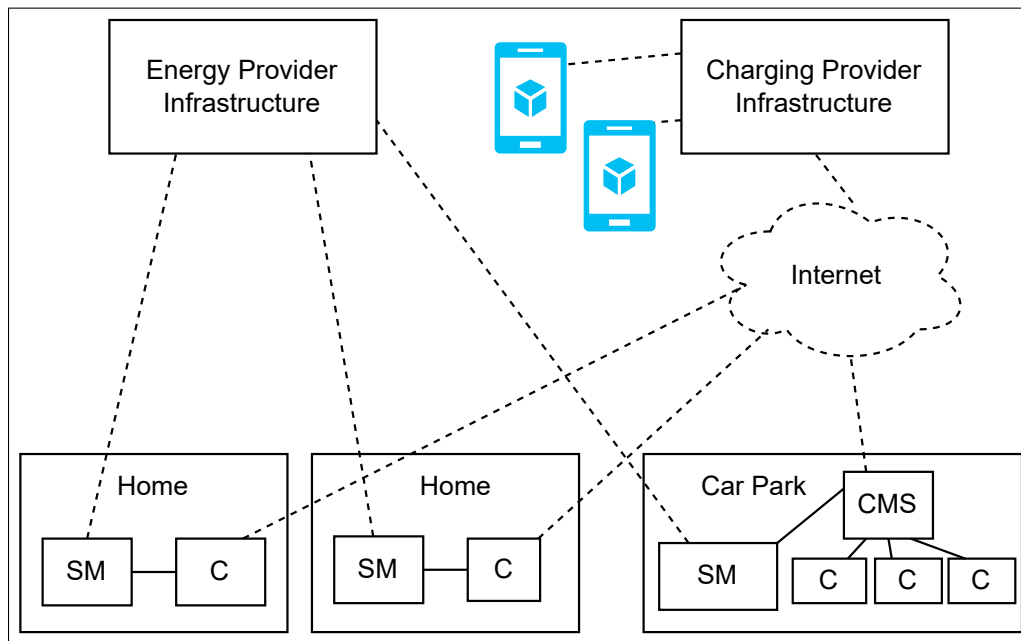 Energy Provider
Infrastructure
Charging Provider
Infrastructure
Internet
Home
SM
C
Home
SM
C
Car Park
CMS
SM
C
C
C